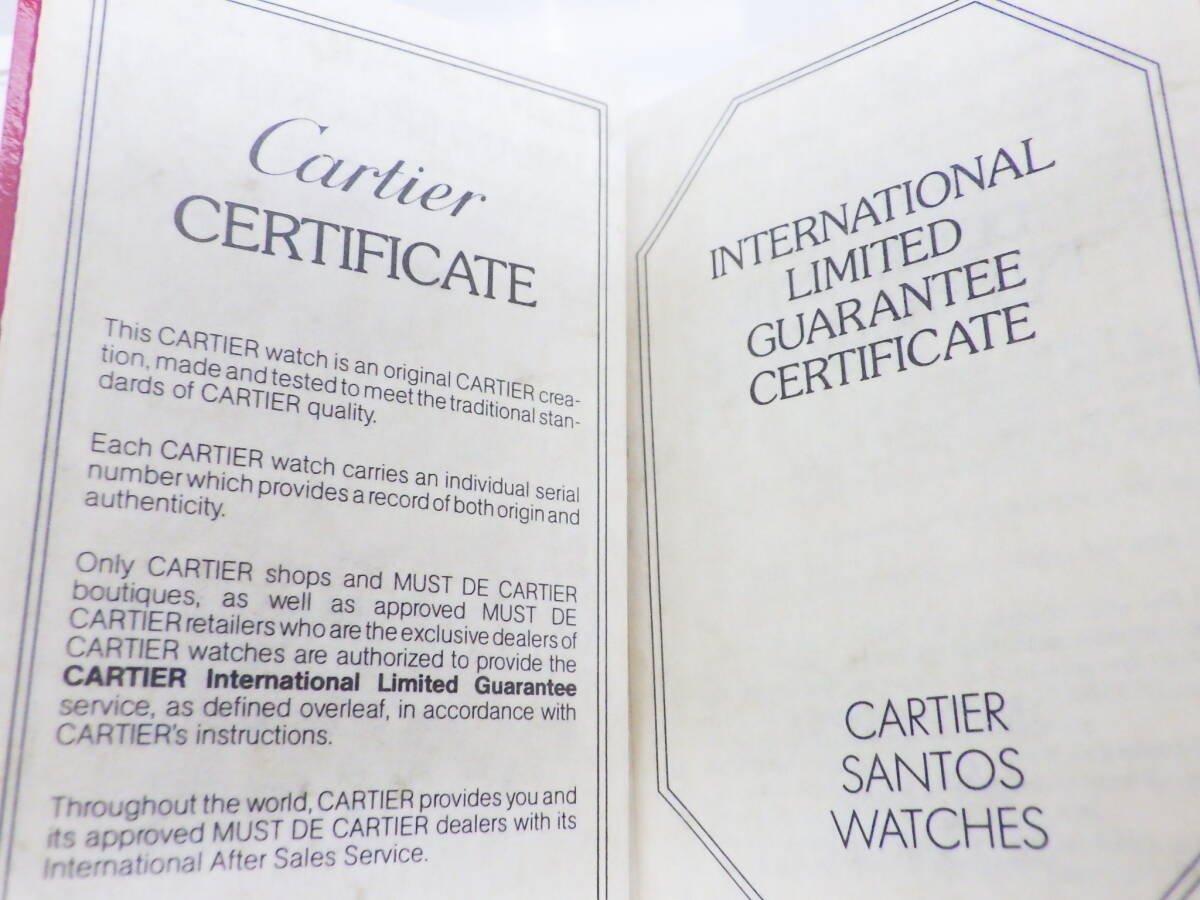 Cartier
CERTIFICATE
This CARTIER watch is an original CARTIER crea-
tion, made and tested to meet the traditional stan-
dards of CARTIER quality.
Each CARTIER watch carries an individual serial
number which provides a record of both origin and
authenticity.
Only CARTIER shops and MUST DE CARTIER
boutiques, as well as approved MUST DE
CARTIER retailers who are the exclusive dealers of
CARTIER watches are authorized to provide the
CARTIER International Limited Guarantee
service, as defined overleaf, in accordance with
CARTIER's instructions.
Throughout the world, CARTIER provides you and
its approved MUST DE CARTIER dealers with its
International After Sales Service.
INTERNATIONAL
LIMITED
GUARANTEE
CERTIFICATE
CARTIER
SANTOS
WATCHES